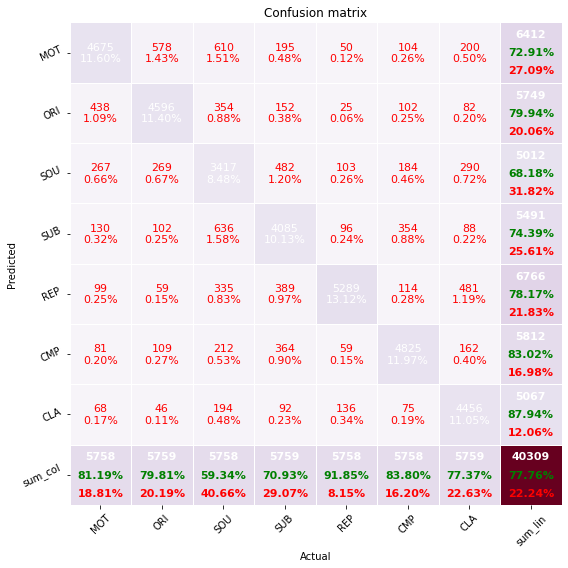 Confusion matrix
MOT 4675 578 610 195 50 104 200 6412
11.60% 1.43% 1.51% 0.48% 0.12% 0.26% 0.50% 72.91%
27.09%
ORI 438 4596 354 152 25 102 82 5749
1.09% 11.40% 0.88% 0.38% 0.06% 0.25% 0.20% 79.94%
20.06%
SOU 267 269 3417 482 103 184 290 5012
0.66% 0.67% 8.48% 1.20% 0.26% 0.46% 0.72% 68.18%
31.82%
SUB 130 102 636 4085 96 354 88 5491
0.32% 0.25% 1.58% 10.13% 0.24% 0.88% 0.22% 74.39%
25.61%
REP 99 59 335 389 5289 114 481 6766
0.25% 0.15% 0.83% 0.97% 13.12% 0.28% 1.19% 78.17%
21.83%
CMP 81 109 212 364 59 4825 162 5812
0.20% 0.27% 0.53% 0.90% 0.15% 11.97% 0.40% 83.02%
16.98%
CLA 68 46 194 92 136 75 4456 5067
0.17% 0.11% 0.48% 0.23% 0.34% 0.19% 11.05% 87.94%
12.06%
sum_col 5758 5759 5758 5759 5758 5758 5759 40309
81.19% 79.81% 59.34% 70.93% 91.85% 83.80% 77.37% 77.76%
18.81% 20.19% 40.66% 29.07% 8.15% 16.20% 22.63% 22.24%
MOT ORI SOU SUB REP CMP CLA sum_lin
Predicted
Actual